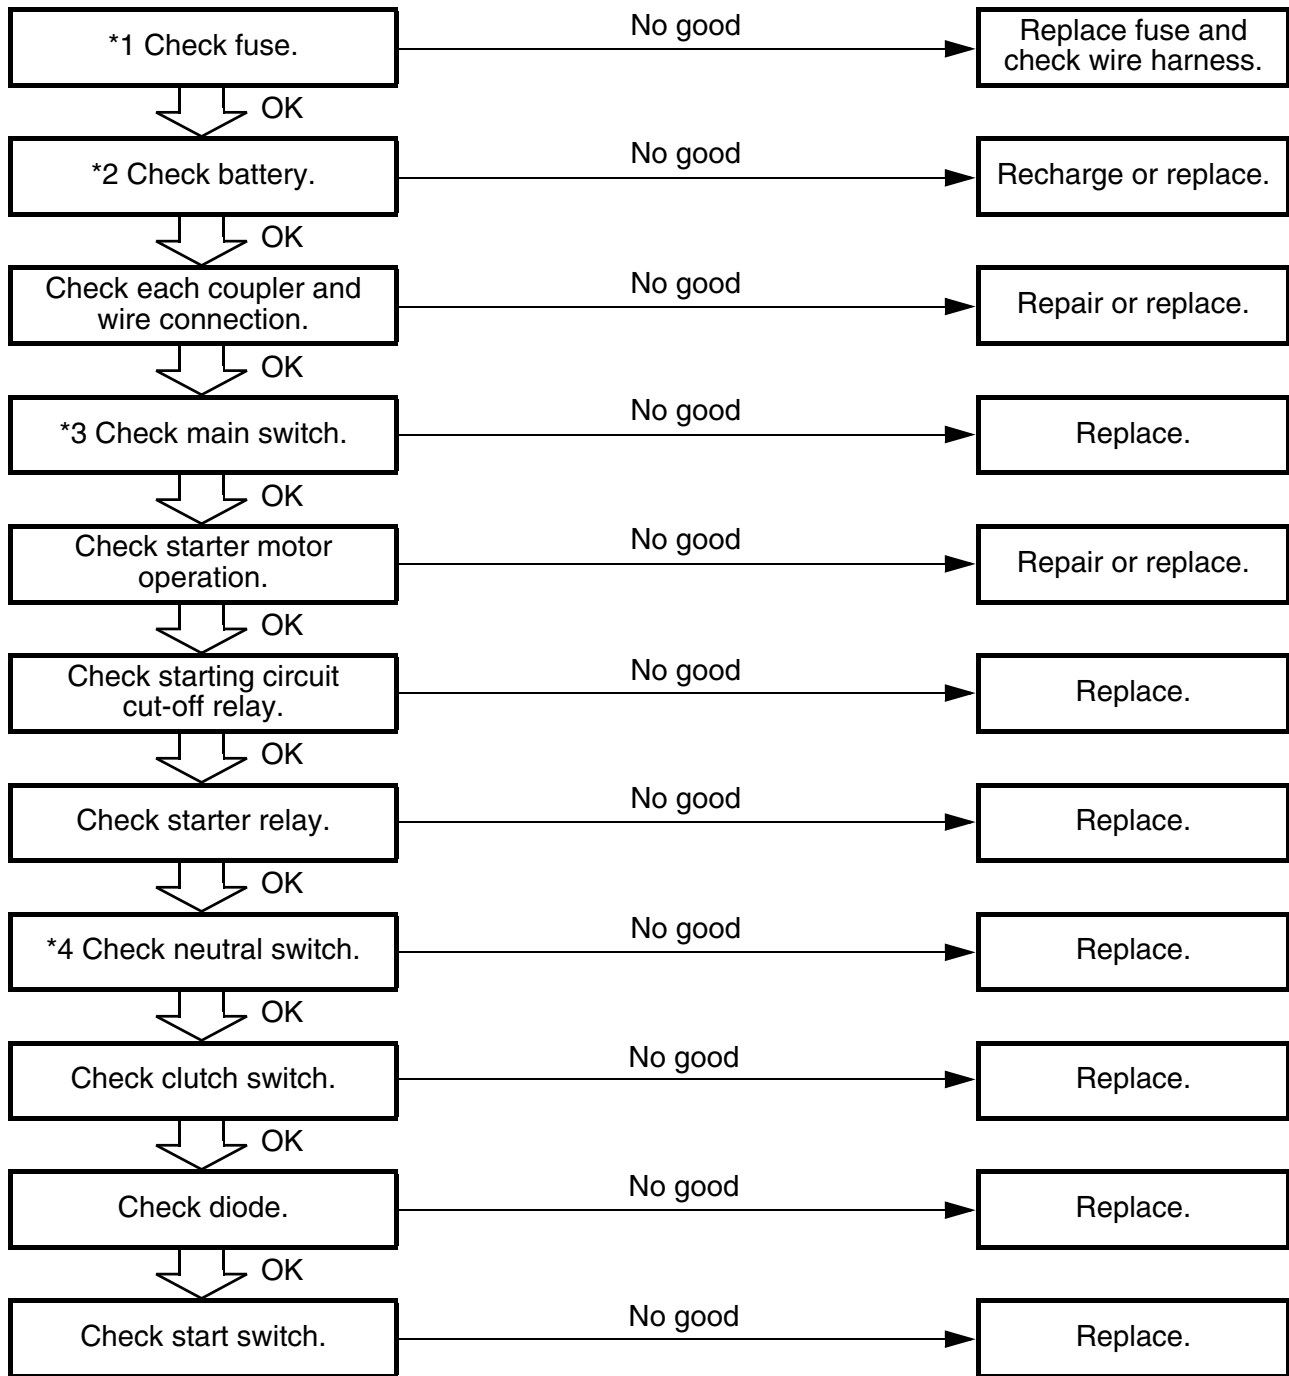 *1 Check fuse.
No good
Replace fuse and
check wire harness.
OK
*2 Check battery.
No good
Recharge or replace.
OK
Check each coupler and
wire connection.
No good
Repair or replace.
OK
*3 Check main switch.
No good
Replace.
OK
Check starter motor
operation.
No good
Repair or replace.
OK
Check starting circuit
cut-off relay.
No good
Replace.
OK
Check starter relay.
No good
Replace.
OK
*4 Check neutral switch.
No good
Replace.
OK
Check clutch switch.
No good
Replace.
OK
Check diode.
No good
Replace.
OK
Check start switch.
No good
Replace.